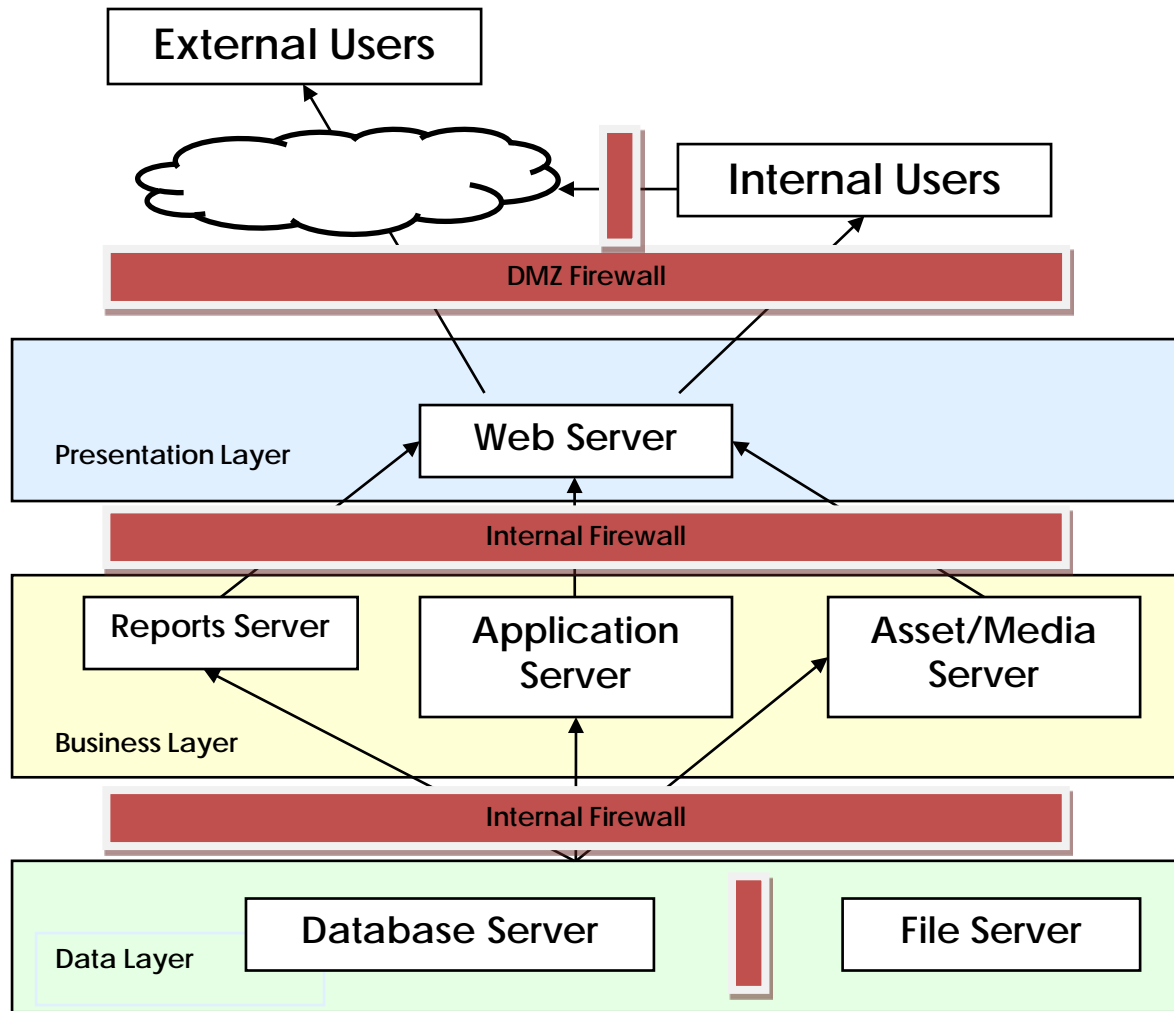 External Users
Internal Users
DMZ Firewall
Web Server
Presentation Layer
Internal Firewall
Reports Server
Application
Server
Asset/Media
Server
Business Layer
Internal Firewall
Database Server
File Server
Data Layer